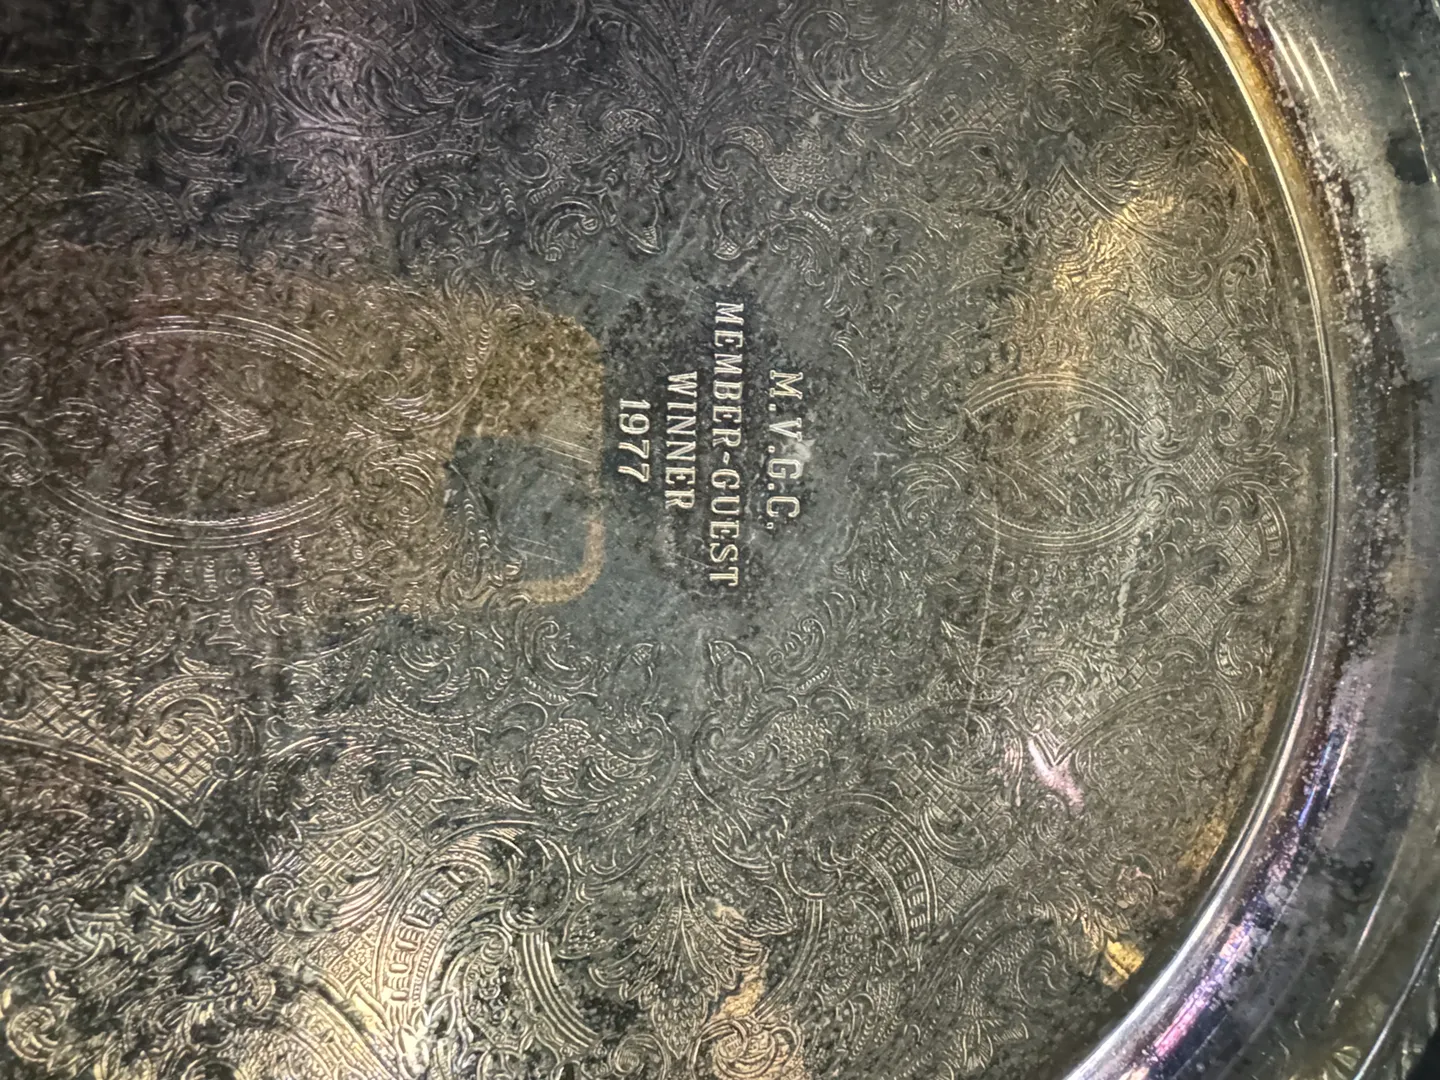 M.V.G.C.
MEMBER-GUEST
WINNER
1977